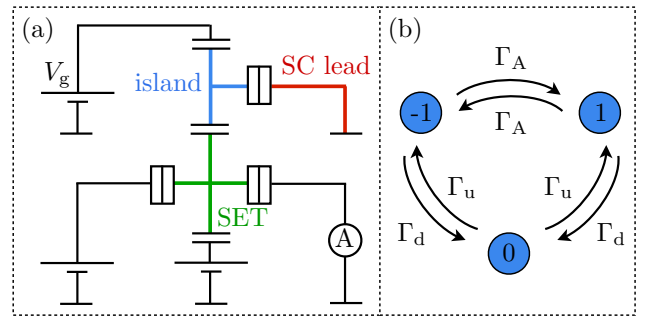 (a)
V_g
island
SC lead
SET
A
(b)
Γ_A
-1
1
Γ_A
Γ_u
Γ_u
Γ_d
Γ_d
0